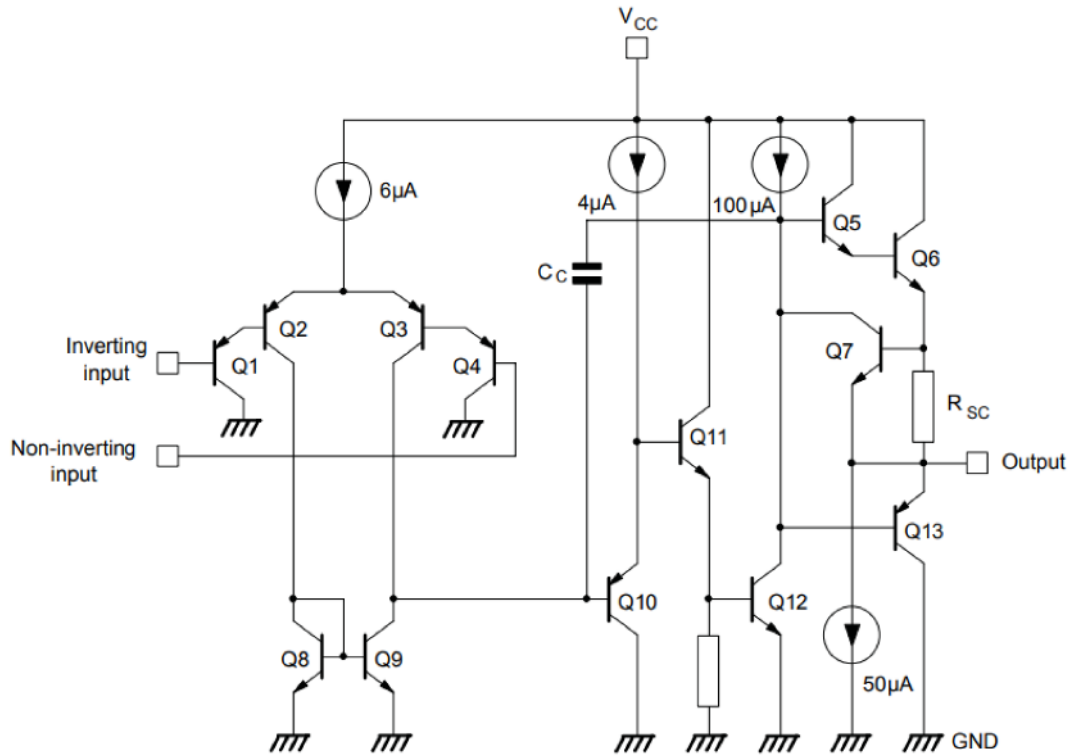 VCC
6µA
4µA
100µA
Q5
Q6
CC
Q2
Q3
Q1
Q4
Inverting
input
Q7
RSC
Non-inverting
input
Q11
Output
Q13
Q10
Q12
Q8
Q9
50µA
GND